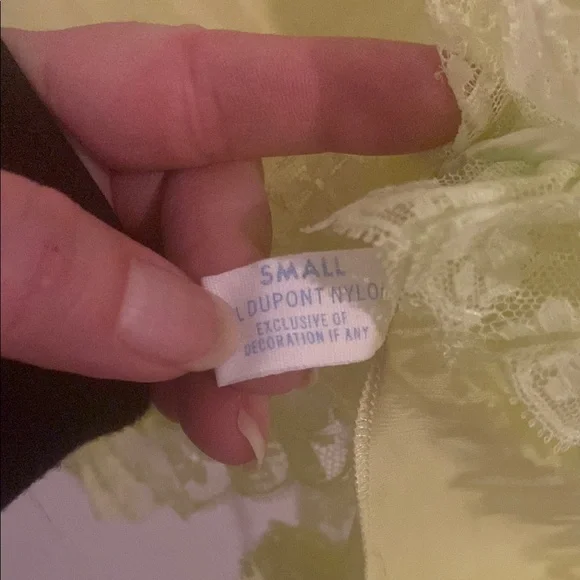 SMALL
L DUPONT NYLO
EXCLUSIVE OF
DECORATION IF ANY